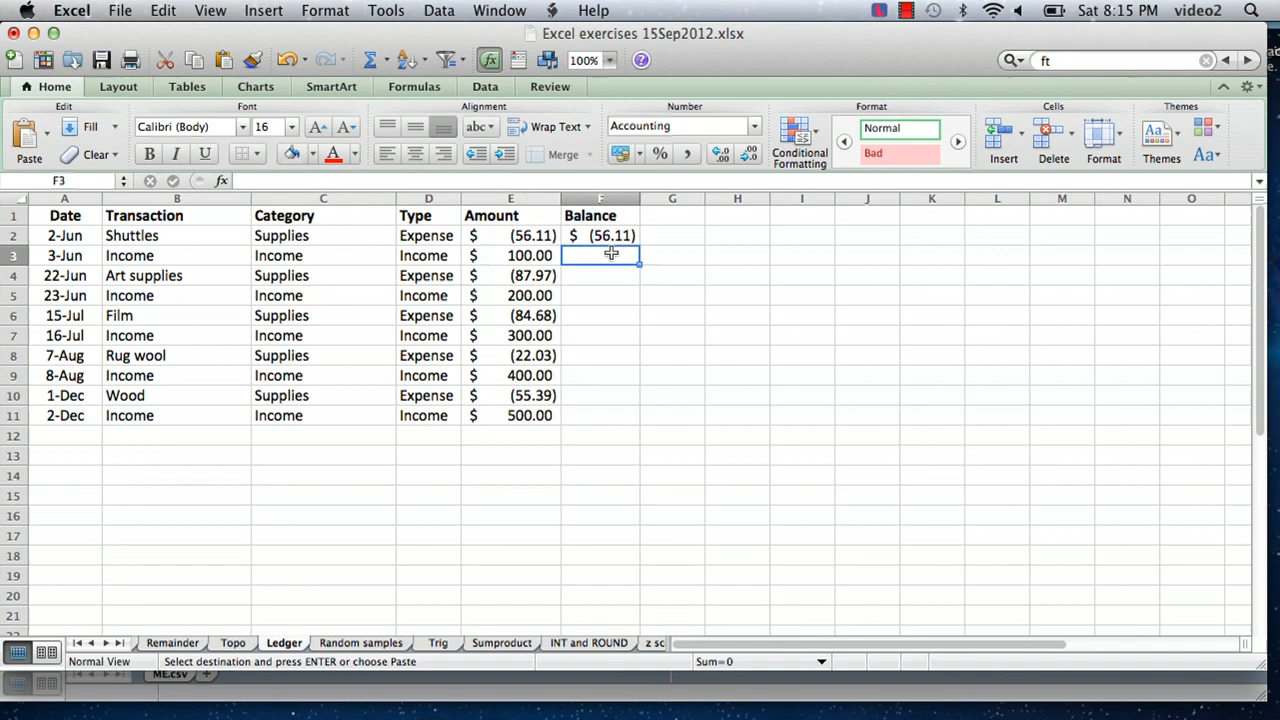 Excel File Edit View Insert Format Tools Data Window Help Sat 8:15 PM video2
Excel exercises 15Sep2012.xlsx
100% ft
Home Layout Tables Charts SmartArt Formulas Data Review
Edit Font Alignment Number Format Cells Themes
Fill Calibri (Body) 16 A A abc Wrap Text Accounting Normal
Paste Clear B I U A Merge % , Conditional Formatting Bad Insert Delete Format Themes Aa
F3 fx
A B C D E F G H I J K L M N O
1 Date Transaction Category Type Amount Balance
2 2-Jun Shuttles Supplies Expense $ (56.11) $ (56.11)
3 3-Jun Income Income Income $ 100.00
4 22-Jun Art supplies Supplies Expense $ (87.97)
5 23-Jun Income Income Income $ 200.00
6 15-Jul Film Supplies Expense $ (84.68)
7 16-Jul Income Income Income $ 300.00
8 7-Aug Rug wool Supplies Expense $ (22.03)
9 8-Aug Income Income Income $ 400.00
10 1-Dec Wood Supplies Expense $ (55.39)
11 2-Dec Income Income Income $ 500.00
12
13
14
15
16
17
18
19
20
21
Remainder Topo Ledger Random samples Trig Sumproduct INT and ROUND z sc
Normal View Select destination and press ENTER or choose Paste Sum=0
ME.csv